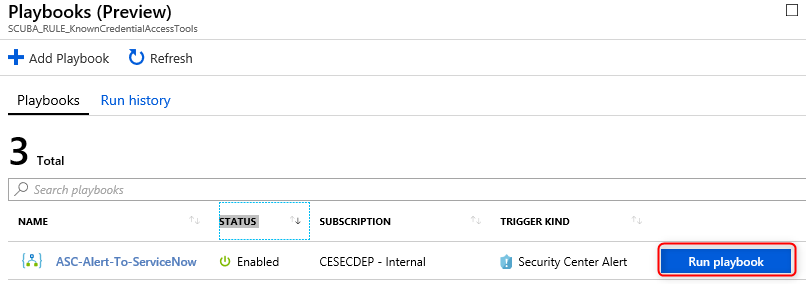 Playbooks (Preview)
SCUBA_RULE_KnownCredentialAccessTools
Add Playbook Refresh
Playbooks Run history
3 Total
Search playbooks
NAME STATUS SUBSCRIPTION TRIGGER KIND
ASC-Alert-To-ServiceNow Enabled CESECDEP - Internal Security Center Alert Run playbook